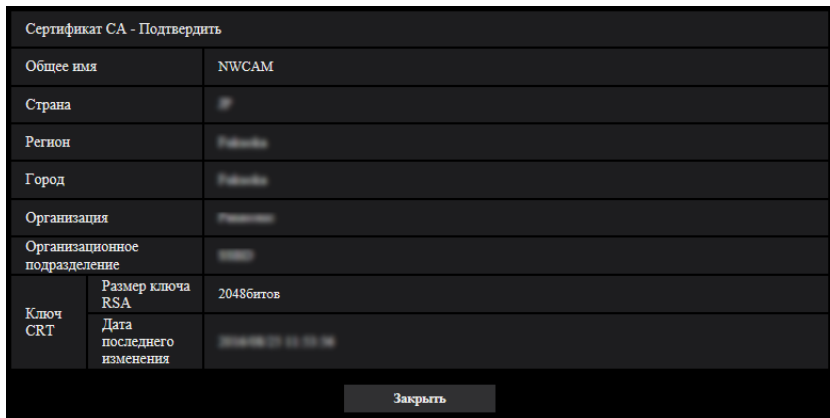 Сертификат CA - Подтвердить
Общее имя NWCAM
Страна
Регион
Город
Организация
Организационное
подразделение
Ключ
CRT
Размер ключа
RSA
2048битов
Дата
последнего
изменения
Закрыть